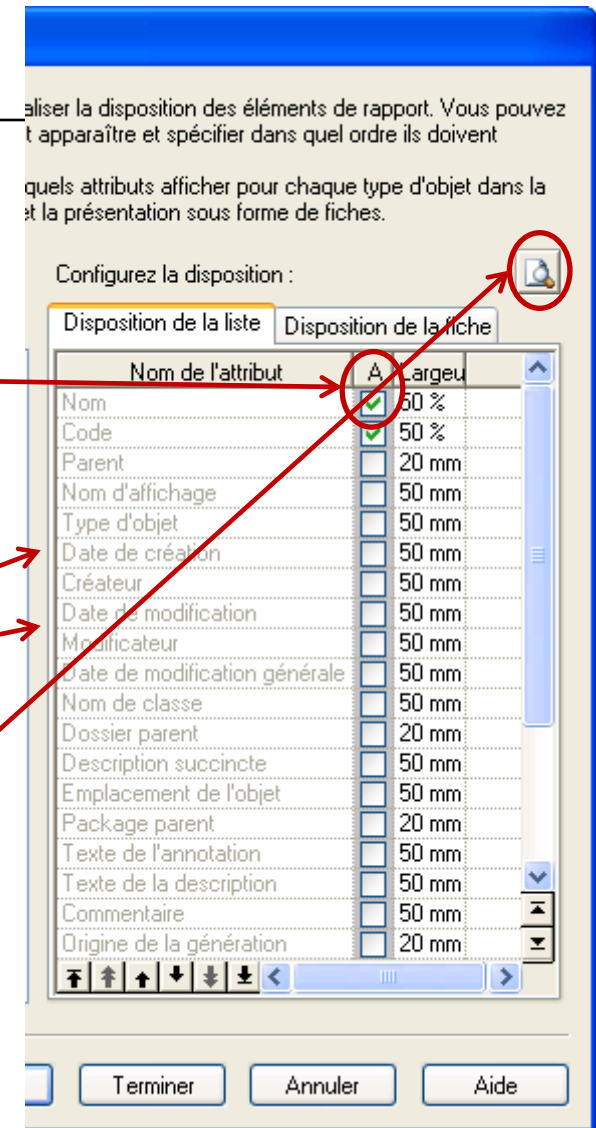 aliser la disposition des éléments de rapport. Vous pouvez
t apparaître et spécifier dans quel ordre ils doivent
quels attributs afficher pour chaque type d'objet dans la
et la présentation sous forme de fiches.
Configurez la disposition :
Disposition de la liste Disposition de la fiche
Nom de l'attribut A Largeu
Nom 50 %
Code 50 %
Parent 20 mm
Nom d'affichage 50 mm
Type d'objet 50 mm
Date de création 50 mm
Créateur 50 mm
Date de modification 50 mm
Modificateur 50 mm
Date de modification générale 50 mm
Nom de classe 50 mm
Dossier parent 20 mm
Description succincte 50 mm
Emplacement de l'objet 50 mm
Package parent 20 mm
Texte de l'annotation 50 mm
Texte de la description 50 mm
Commentaire 50 mm
Origine de la génération 20 mm
Terminer Annuler Aide